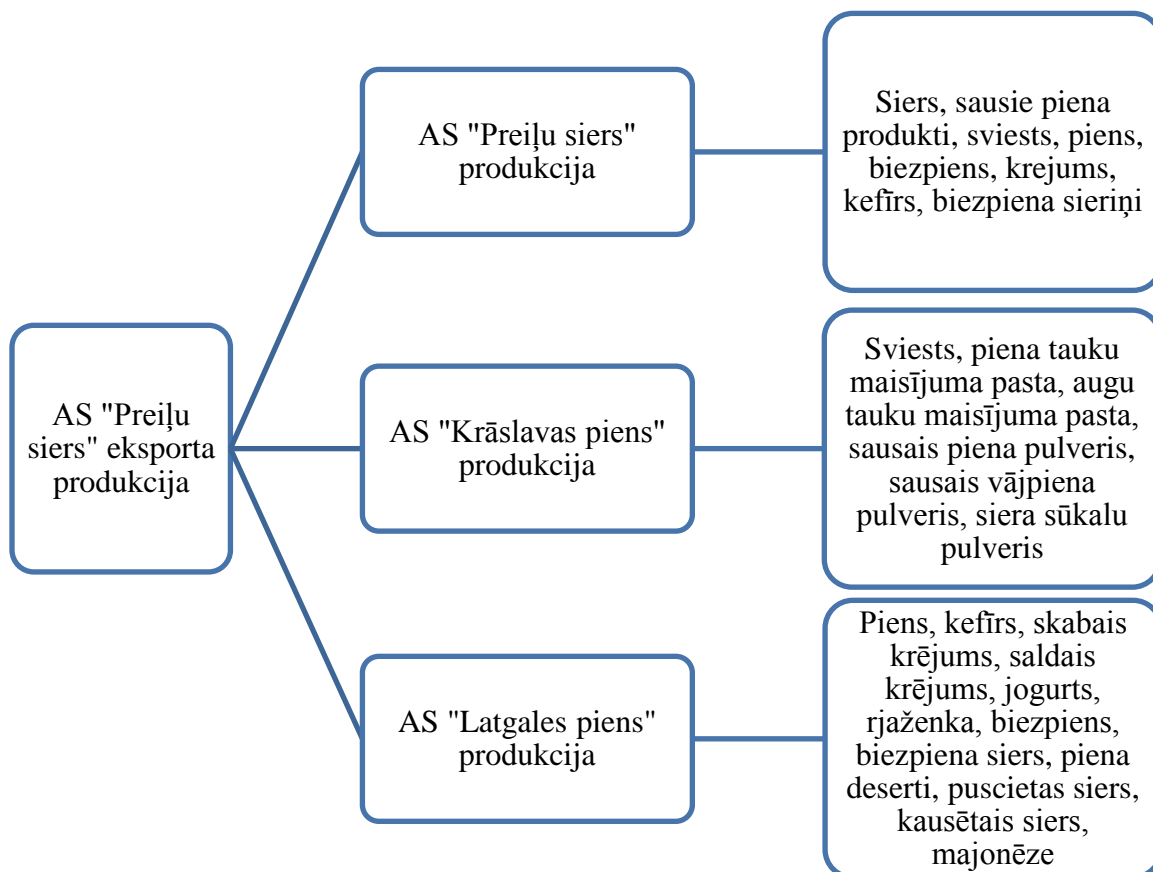 AS "Preiļu
siers" eksporta
produkcija
AS "Preiļu siers"
produkcija
Siers, sausie piena
produkti, sviests, piens,
biezpiens, krejums,
kefīrs, biezpiena sieriņi
AS "Krāslavas piens"
produkcija
Sviests, piena tauku
maisījuma pasta, augu
tauku maisījuma pasta,
sausais piena pulveris,
sausais vājpiena
pulveris, siera sūkalu
pulveris
AS "Latgales piens"
produkcija
Piens, kefīrs, skabais
krējums, saldais
krējums, jogurts,
rjaženka, biezpiens,
biezpiena siers, piena
deserti, puscietas siers,
kausētais siers,
majonēze